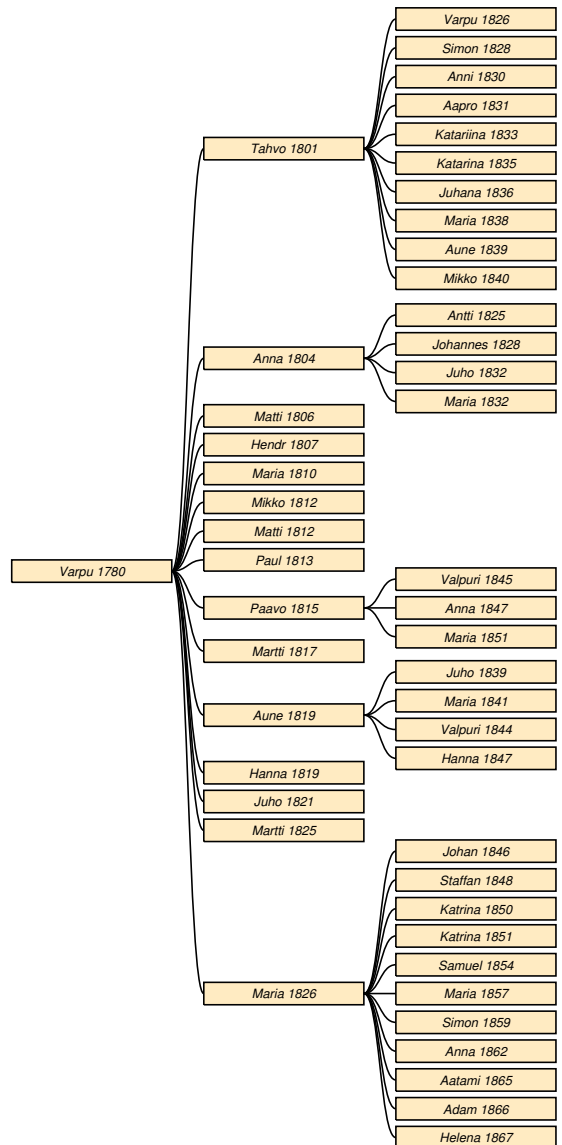 Varpu 1780
Tahvo 1801
Anna 1804
Matti 1806
Hendr 1807
Maria 1810
Mikko 1812
Matti 1812
Paul 1813
Paavo 1815
Martti 1817
Aune 1819
Hanna 1819
Juho 1821
Martti 1825
Maria 1826
Varpu 1826
Simon 1828
Anni 1830
Aapro 1831
Katariina 1833
Katarina 1835
Juhana 1836
Maria 1838
Aune 1839
Mikko 1840
Antti 1825
Johannes 1828
Juho 1832
Maria 1832
Valpuri 1845
Anna 1847
Maria 1851
Juho 1839
Maria 1841
Valpuri 1844
Hanna 1847
Johan 1846
Staffan 1848
Katrina 1850
Katrina 1851
Samuel 1854
Maria 1857
Simon 1859
Anna 1862
Aatami 1865
Adam 1866
Helena 1867